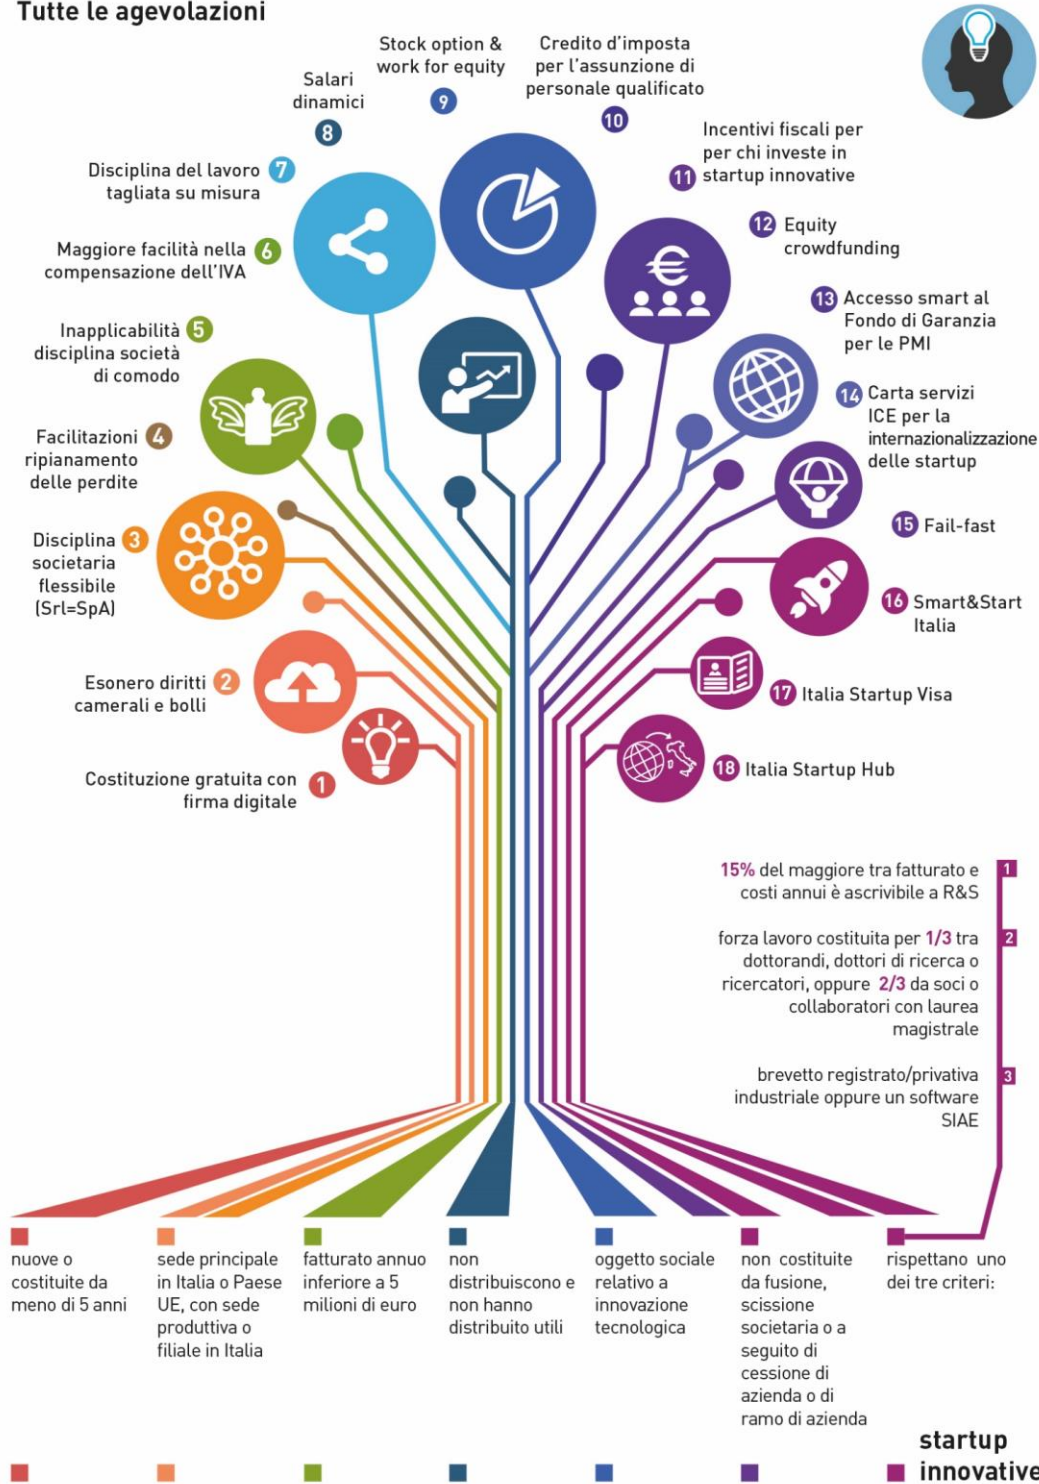 Tutte le agevolazioni
Stock option &
work for equity
9
Credito d'imposta
per l'assunzione di
personale qualificato
10
Salari
dinamici
8
Incentivi fiscali per
per chi investe in
11 startup innovative
Disciplina del lavoro 7
tagliata su misura
12 Equity
crowdfunding
Maggiore facilità nella 6
compensazione dell'IVA
13 Accesso smart al
Fondo di Garanzia
per le PMI
Inapplicabilità 5
disciplina società
di comodo
14 Carta servizi
ICE per la
internazionalizzazione
delle startup
Facilitazioni 4
ripianamento
delle perdite
15 Fail-fast
Disciplina 3
societaria
flessibile
(Srl=SpA)
16 Smart&Start
Italia
Esonero diritti 2
camerali e bolli
17 Italia Startup Visa
18 Italia Startup Hub
Costituzione gratuita con 1
firma digitale
15% del maggiore tra fatturato e 1
costi annui è ascrivibile a R&S
forza lavoro costituita per 1/3 tra 2
dottorandi, dottori di ricerca o
ricercatori, oppure 2/3 da soci o
collaboratori con laurea
magistrale
brevetto registrato/privativa 3
industriale oppure un software
SIAE
nuove o
costituite da
meno di 5 anni
sede principale
in Italia o Paese
UE, con sede
produttiva o
filiale in Italia
fatturato annuo
inferiore a 5
milioni di euro
non
distribuiscono e
non hanno
distribuito utili
oggetto sociale
relativo a
innovazione
tecnologica
non costituite
da fusione,
scissione
societaria o a
seguito di
cessione di
azienda o di
ramo di azienda
rispettano uno
dei tre criteri:
startup
innovative